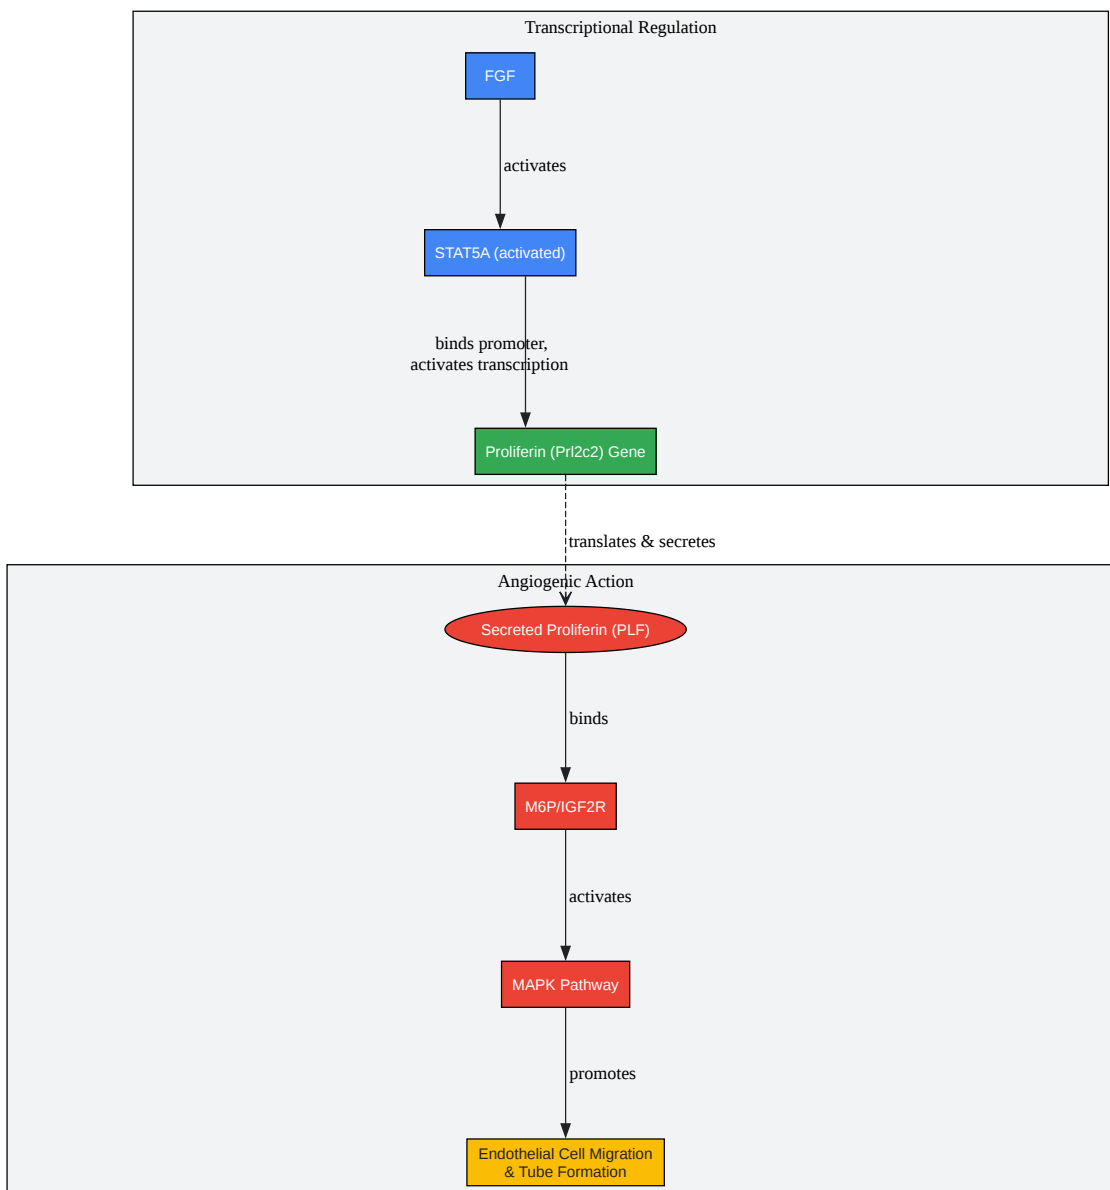 Transcriptional Regulation
FGF
activates
STAT5A (activated)
binds promoter,
activates transcription
Proliferin (Prl2c2) Gene
translates & secretes
Angiogenic Action
Secreted Proliferin (PLF)
binds
M6P/IGF2R
activates
MAPK Pathway
promotes
Endothelial Cell Migration
& Tube Formation